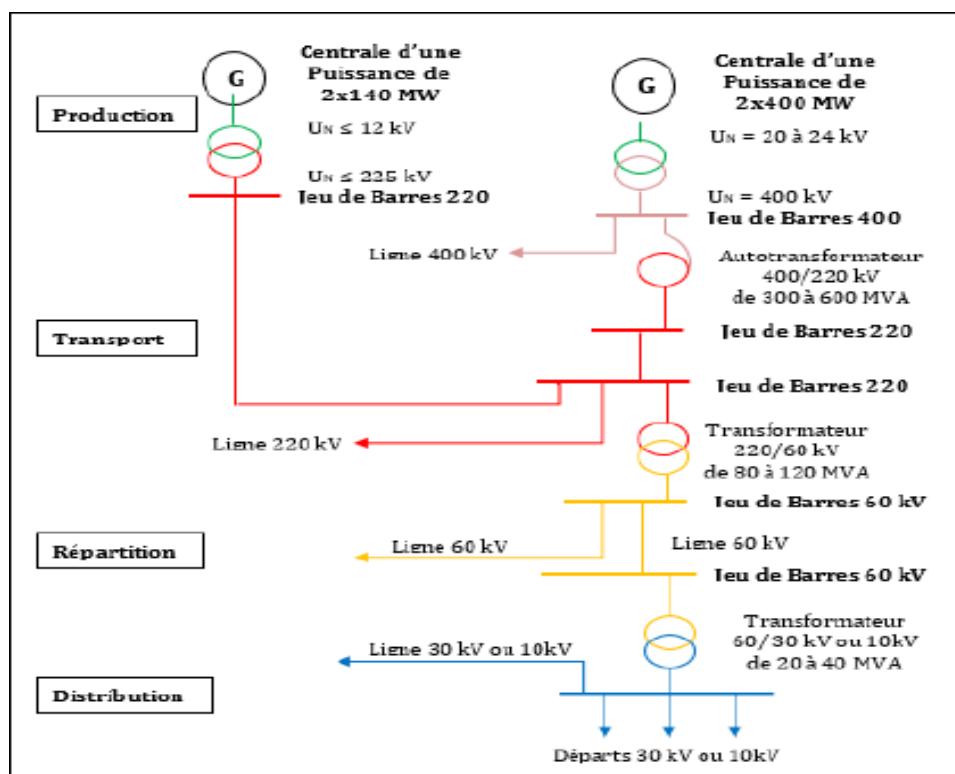 G
Centrale d'une
Puissance de
2x140 MW
G
Centrale d'une
Puissance de
2x400 MW
Production
UN ≤ 12 kV
UN = 20 à 24 kV
UN ≤ 225 kV
Jeu de Barres 220
UN = 400 kV
Jeu de Barres 400
Ligne 400 kV
Autotransformateur
400/220 kV
de 300 à 600 MVA
Transport
Jeu de Barres 220
Jeu de Barres 220
Ligne 220 kV
Transformateur
220/60 kV
de 80 à 120 MVA
Jeu de Barres 60 kV
Répartition
Ligne 60 kV
Ligne 60 kV
Jeu de Barres 60 kV
Transformateur
60/30 kV ou 10kV
de 20 à 40 MVA
Ligne 30 kV ou 10kV
Distribution
Départs 30 kV ou 10kV